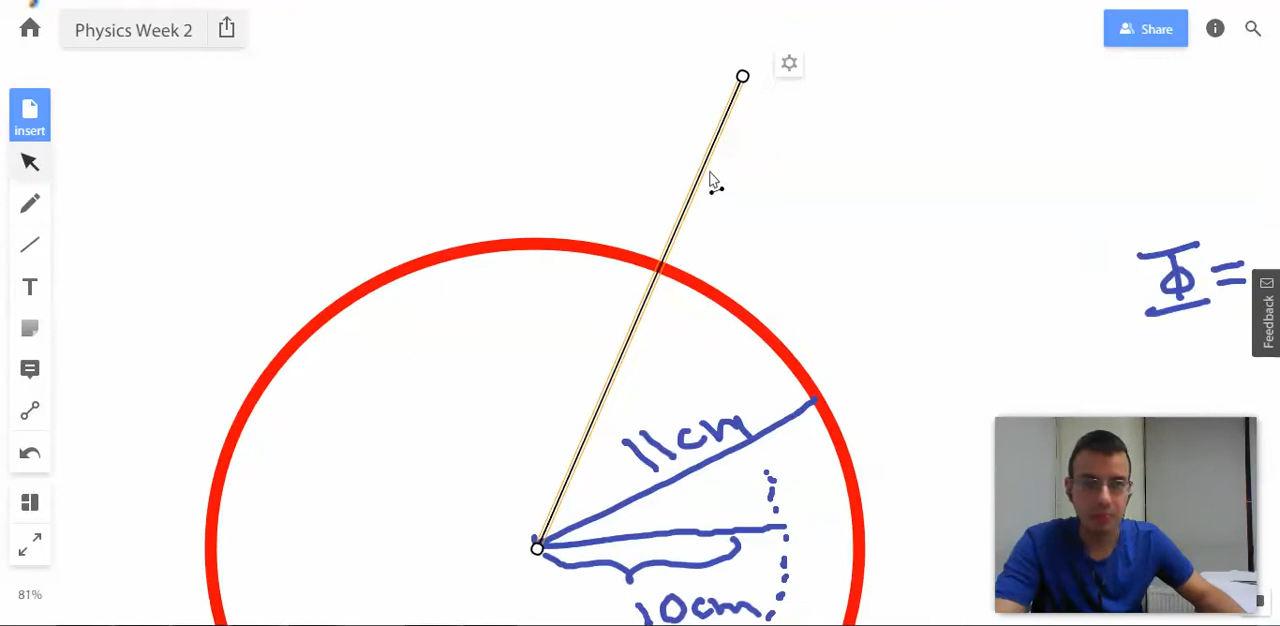 Physics Week 2
Share
insert
Φ =
Feedback
11cm
10cm
81%